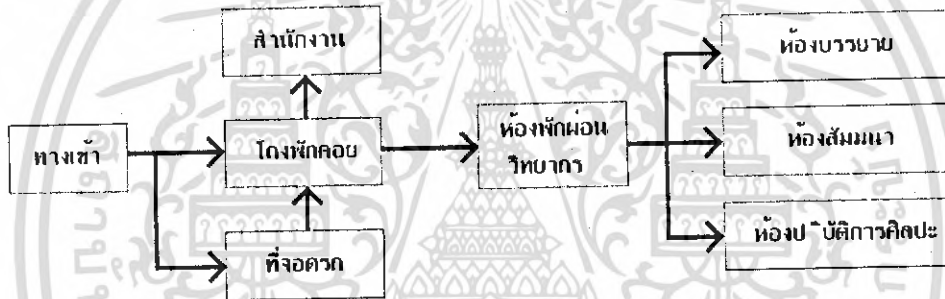 สำนักงาน
ห้องบรรยาย
ทางเข้า
โถงพักคอย
ห้องพักผ่อน
วิทยากร
ห้องสัมมนา
ที่จอดรถ
ห้องปฏิบัติการศิลปะ